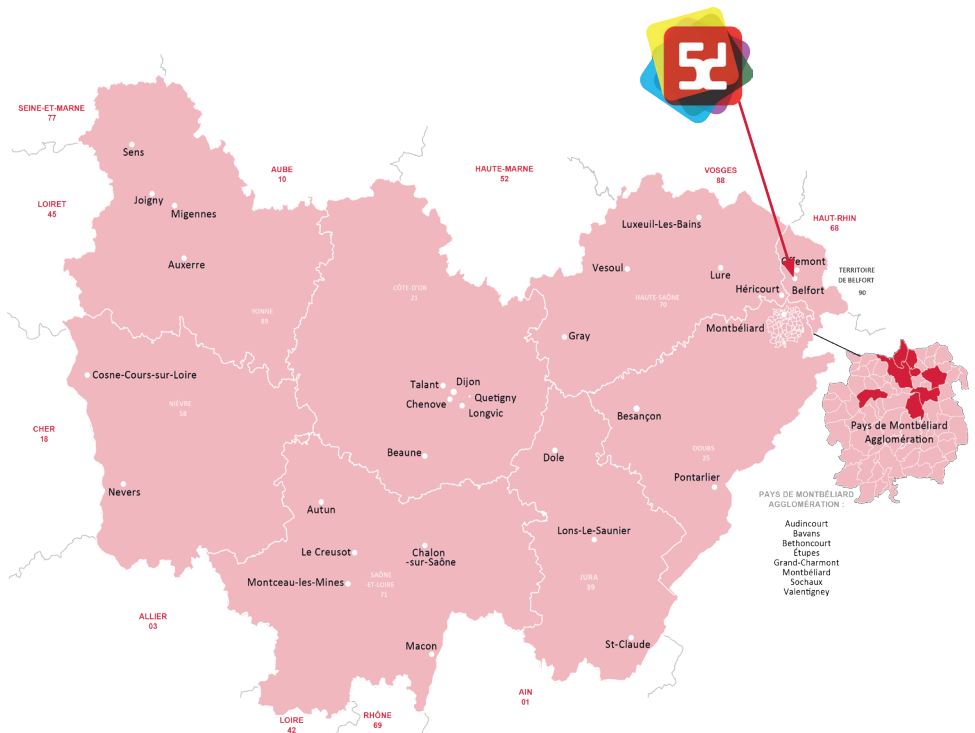 SEINE-ET-MARNE
77
Sens
AUBE
10
HAUTE-MARNE
52
VOSGES
88
LOIRET
45
Joigny
Migennes
HAUT-RHIN
68
Luxeuil-Les-Bains
Auxerre
Vesoul
Lure
Offemont
TERRITOIRE
DE BELFORT
90
Héricourt
Belfort
CÔTE-D'OR
21
HAUTE-SAÔNE
70
YONNE
89
Montbéliard
Gray
Cosne-Cours-sur-Loire
NIÈVRE
58
Talant
Dijon
Chenove
Quetigny
Longvic
Besançon
Pays de Montbéliard
Agglomération
CHER
18
Beaune
Dole
DOUBS
25
Pontarlier
Nevers
Autun
PAYS DE MONTBÉLIARD
AGGLOMÉRATION :
Audincourt
Bavans
Bethoncourt
Étupes
Grand-Charmont
Montbéliard
Sochaux
Valentigney
Lons-Le-Saunier
Le Creusot
Chalon
-sur-Saône
Montceau-les-Mines
SAÔNE
ET-LOIRE
71
JURA
39
ALLIER
03
Macon
St-Claude
AIN
01
LOIRE
42
RHÔNE
69